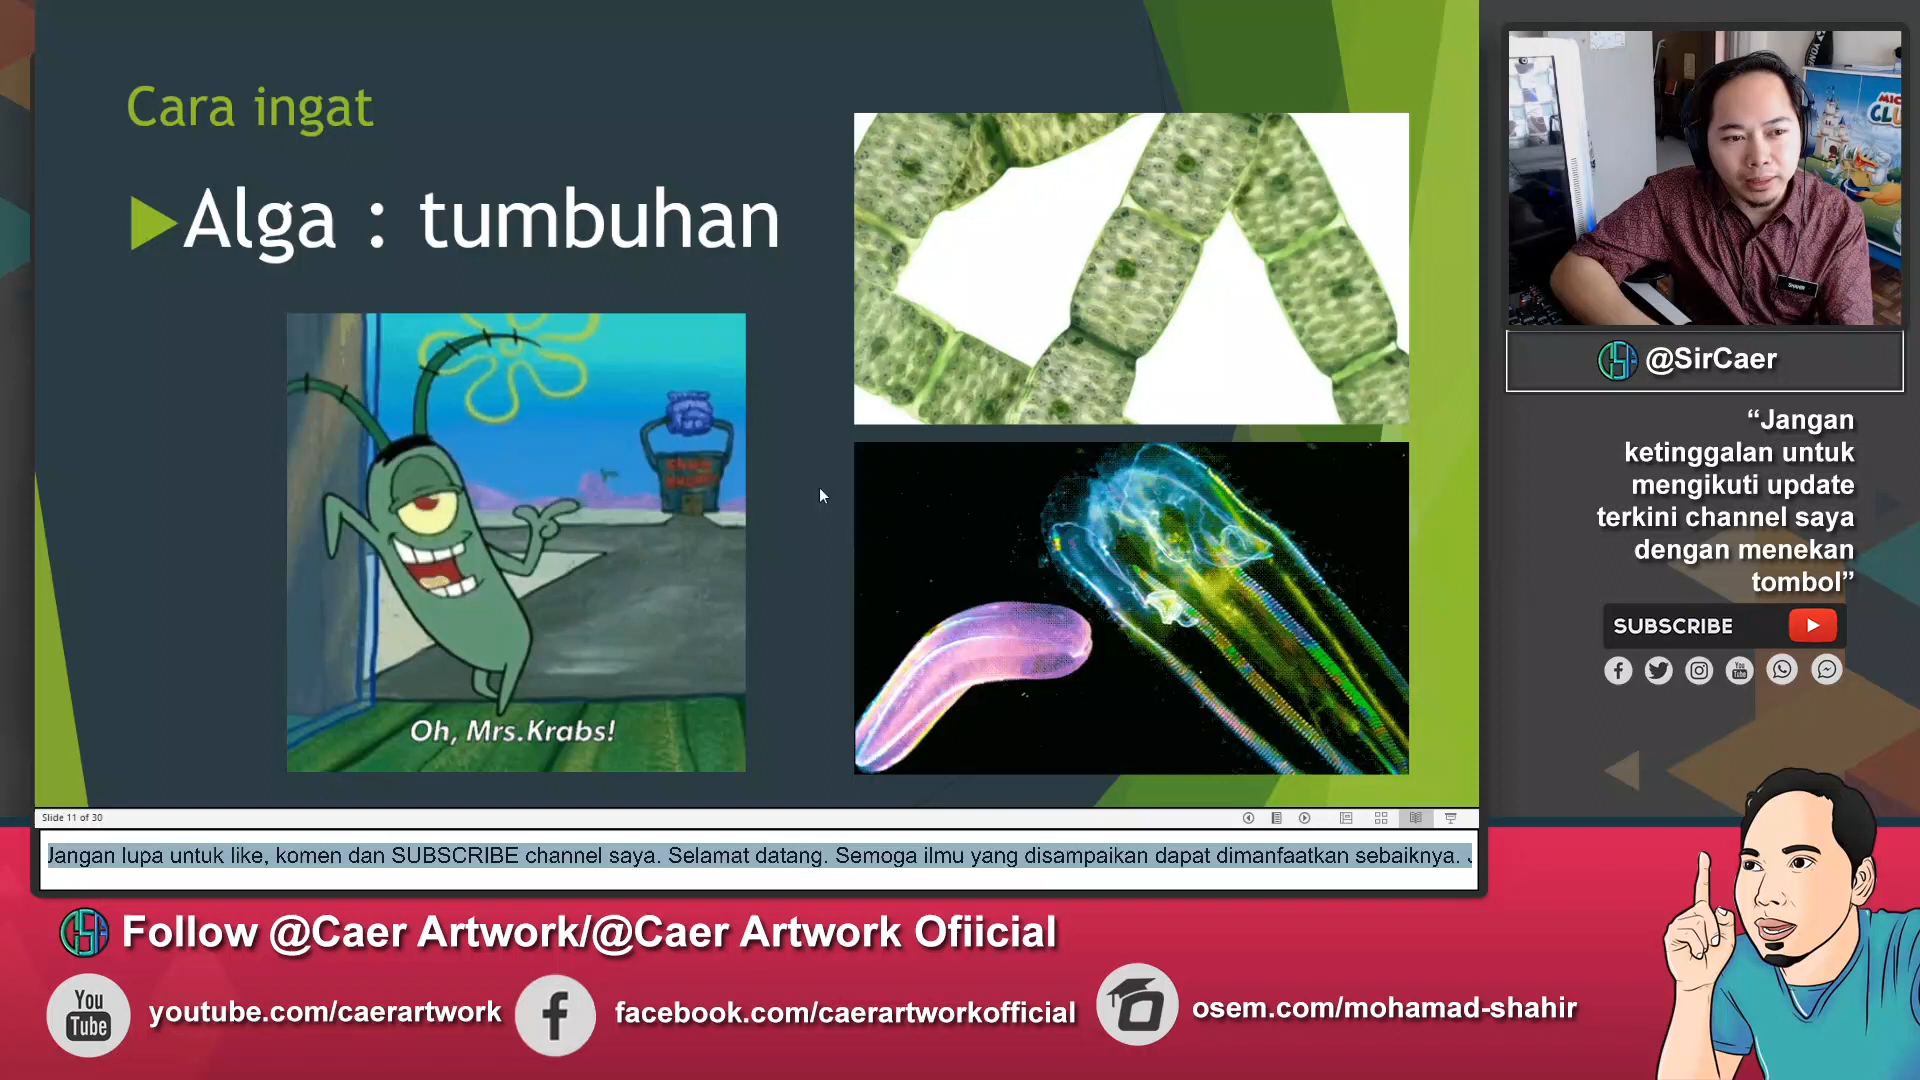 Cara ingat
Alga : tumbuhan
Oh, Mrs.Krabs!
Slide 11 of 30
Jangan lupa untuk like, komen dan SUBSCRIBE channel saya. Selamat datang. Semoga ilmu yang disampaikan dapat dimanfaatkan sebaiknya.
@SirCaer
“Jangan
ketinggalan untuk
mengikuti update
terkini channel saya
dengan menekan
tombol”
SUBSCRIBE
Follow @Caer Artwork/@Caer Artwork Ofiicial
You
Tube
youtube.com/caerartwork
facebook.com/caerartworkofficial
osem.com/mohamad-shahir